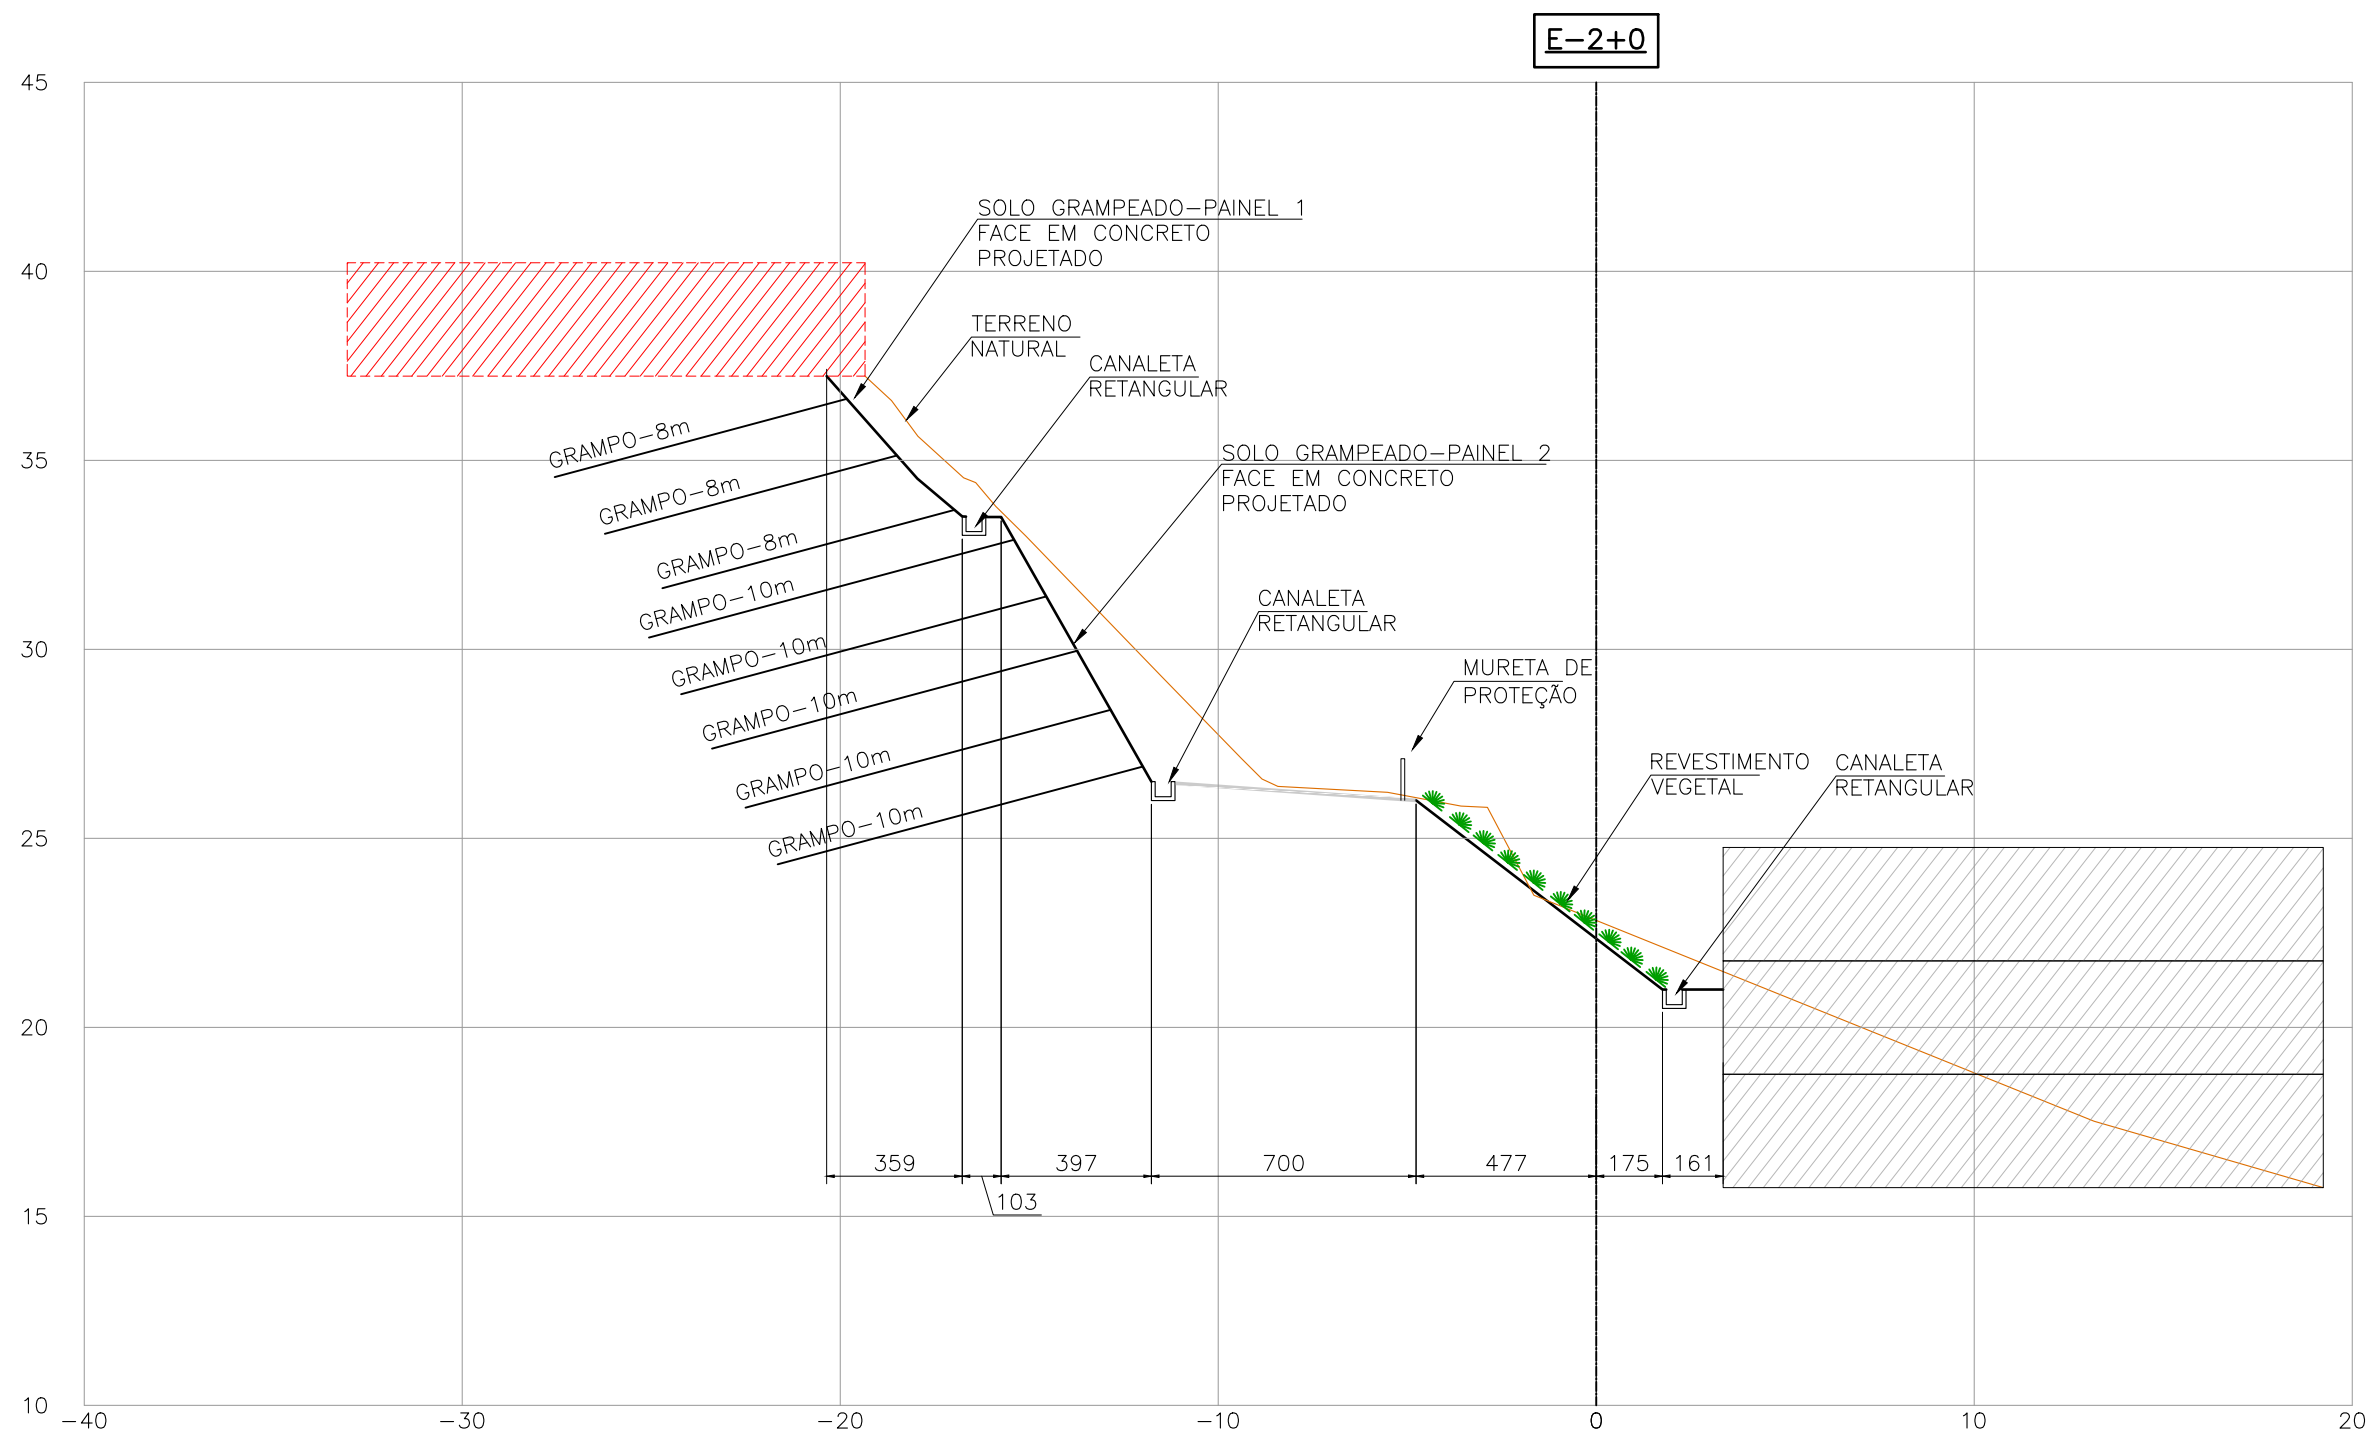 E-2+0
45
SOLO GRAMPEADO-PAINEL 1
FACE EM CONCRETO
PROJETADO
40
TERRENO
NATURAL
CANALETA
RETANGULAR
GRAMPO-8m
35
SOLO GRAMPEADO-PAINEL 2
FACE EM CONCRETO
PROJETADO
GRAMPO-8m
GRAMPO-8m
GRAMPO-10m
CANALETA
RETANGULAR
30
GRAMPO-10m
MURETA DE
PROTEÇÃO
GRAMPO-10m
GRAMPO-10m
REVESTIMENTO
VEGETAL
CANALETA
RETANGULAR
GRAMPO-10m
25
20
359
397
700
477
175
161
103
15
10
-40
-30
-20
-10
0
10
20